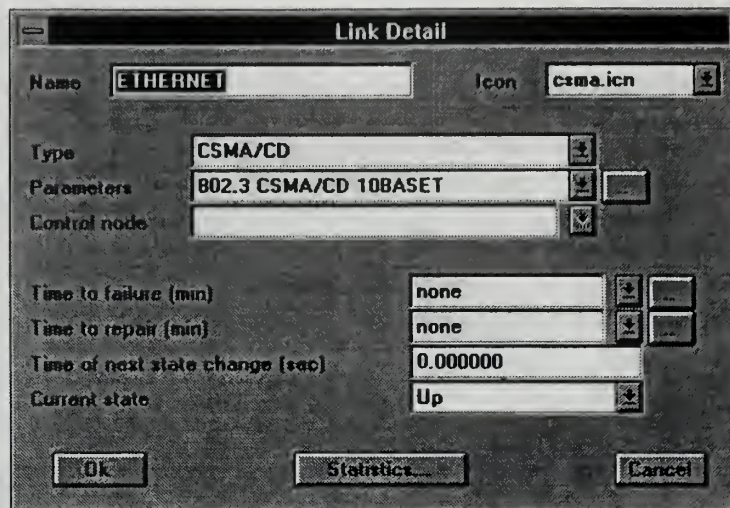 Link Detail
Name ETHERNET Icon csma.icn
Type CSMA/CD
Parameters 802.3 CSMA/CD 10BASET ...
Control node
Time to failure (min) none ...
Time to repair (min) none ...
Time of next state change (sec) 0.000000
Current state Up
Ok Statistics... Cancel